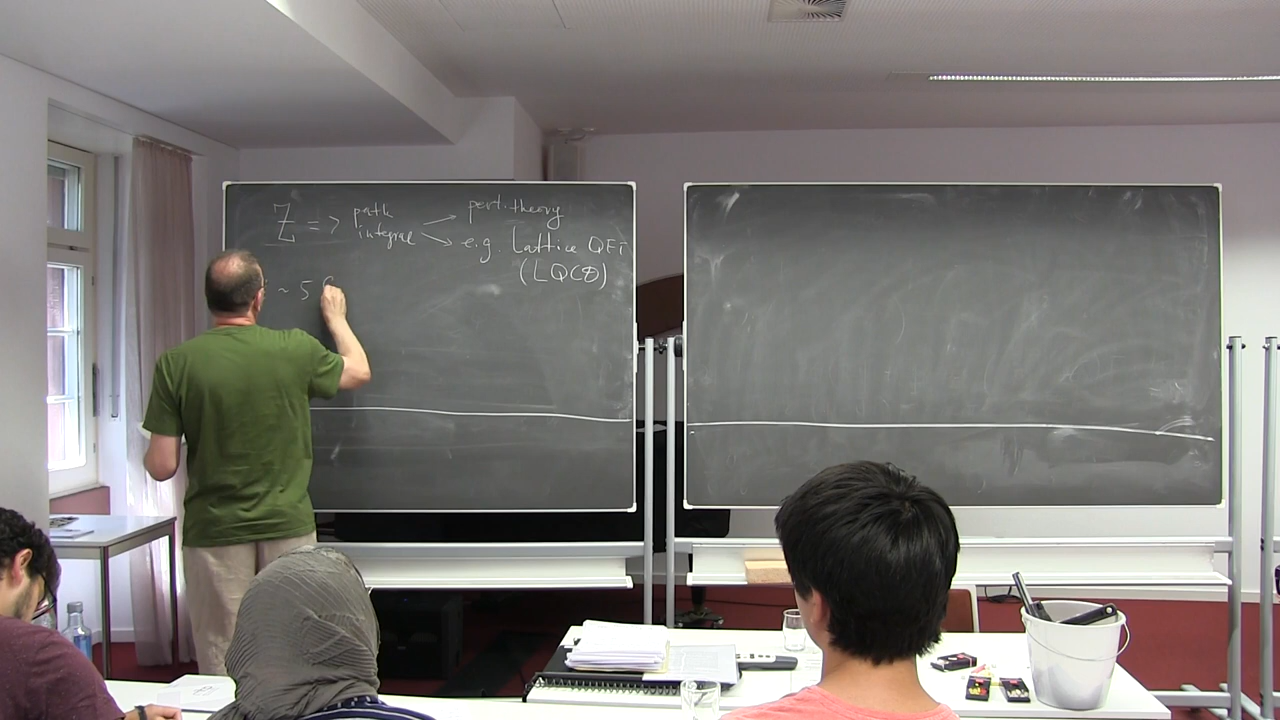 Z => path integral
pert. theory
e.g. Lattice QFT
(LQCD)
~ 5